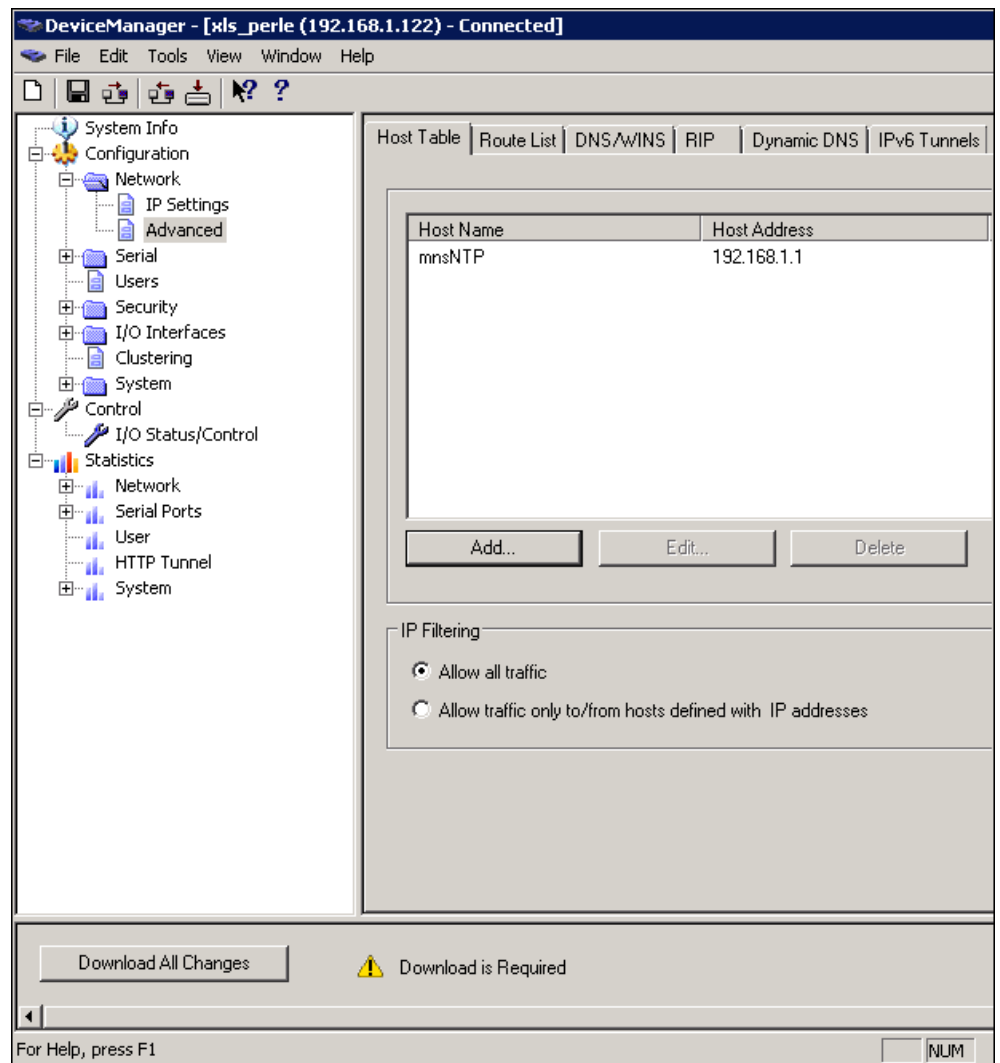 DeviceManager - [xls_perle (192.168.1.122) - Connected]
File Edit Tools View Window Help
System Info
Configuration
Network
IP Settings
Advanced
Serial
Users
Security
I/O Interfaces
Clustering
System
Control
I/O Status/Control
Statistics
Network
Serial Ports
User
HTTP Tunnel
System
Host Table Route List DNS/WINS RIP Dynamic DNS IPv6 Tunnels
Host Name Host Address
mnsNTP 192.168.1.1
Add... Edit... Delete
IP Filtering
Allow all traffic
Allow traffic only to/from hosts defined with IP addresses
Download All Changes Download is Required
For Help, press F1 NUM